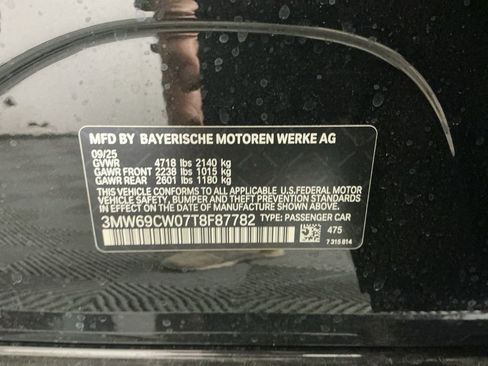 MFD BY BAYERISCHE MOTOREN WERKE AG
09/25
GVWR 4718 lbs 2140 kg
GAWR FRONT 2238 lbs 1015 kg
GAWR REAR 2601 lbs 1180 kg
THIS VEHICLE CONFORMS TO ALL APPLICABLE U.S.FEDERAL MOTOR
VEHICLE SAFETY, BUMPER, AND THEFT PREVENTION STANDARDS IN
EFFECT ON THE DATE OF MANUFACTURE SHOWN ABOVE.
3MW69CW07T8F87782 TYPE: PASSENGER CAR
475
7 315 814